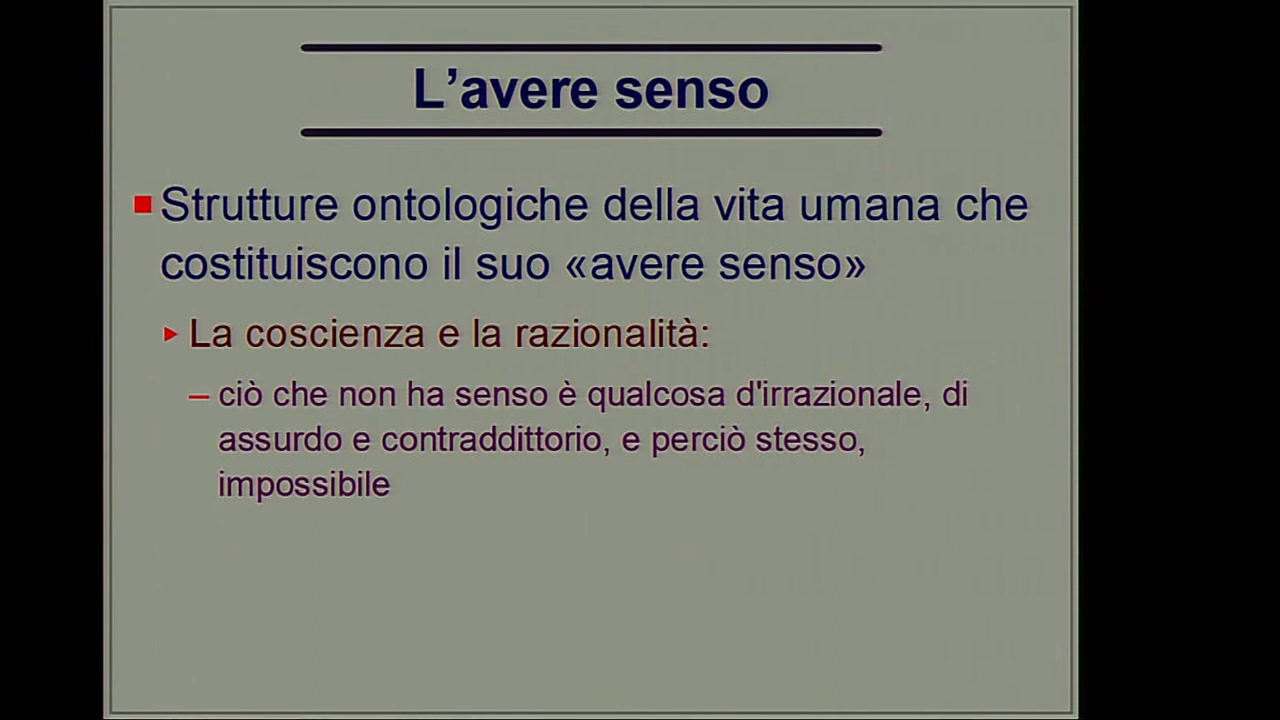 L’avere senso
Strutture ontologiche della vita umana che
costituiscono il suo «avere senso»
La coscienza e la razionalità:
– ciò che non ha senso è qualcosa d'irrazionale, di
assurdo e contraddittorio, e perciò stesso,
impossibile